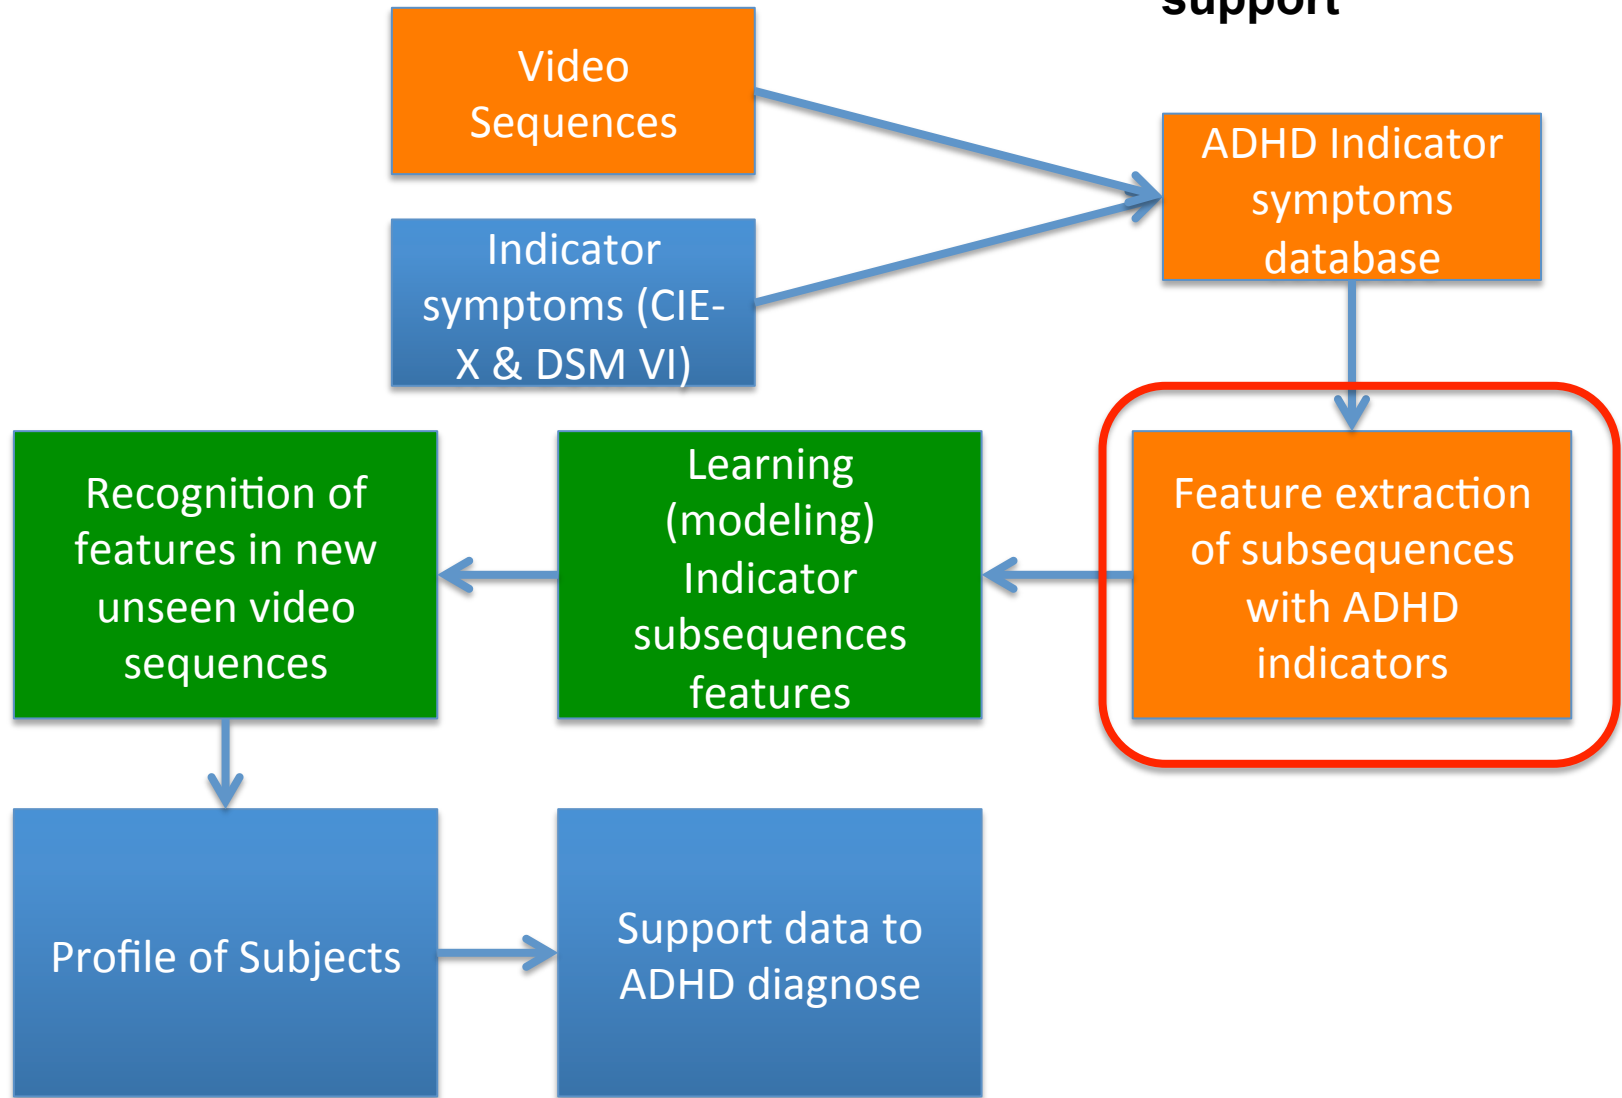 support
Video
Sequences
ADHD Indicator
symptoms
database
Indicator
symptoms (CIE-
X & DSM VI)
Recognition of
features in new
unseen video
sequences
Learning
(modeling)
Indicator
subsequences
features
Feature extraction
of subsequences
with ADHD
indicators
Profile of Subjects
Support data to
ADHD diagnose